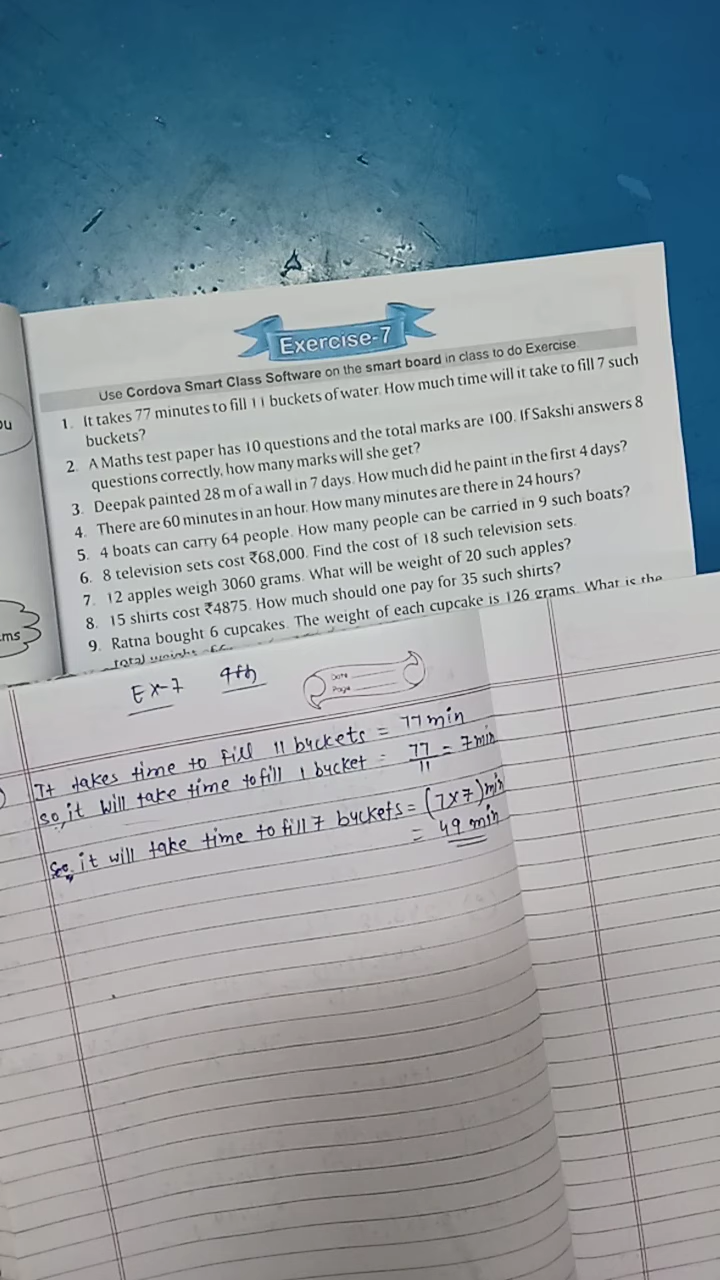 Exercise-7
Use Cordova Smart Class Software on the smart board in class to do Exercise
1. It takes 77 minutes to fill 11 buckets of water. How much time will it take to fill 7 such
buckets?
2. A Maths test paper has 10 questions and the total marks are 100. If Sakshi answers 8
questions correctly, how many marks will she get?
3. Deepak painted 28 m of a wall in 7 days. How much did he paint in the first 4 days?
4. There are 60 minutes in an hour. How many minutes are there in 24 hours?
5. 4 boats can carry 64 people. How many people can be carried in 9 such boats?
6. 8 television sets cost ₹68,000. Find the cost of 18 such television sets.
7. 12 apples weigh 3060 grams. What will be weight of 20 such apples?
8. 15 shirts cost ₹4875. How much should one pay for 35 such shirts?
9. Ratna bought 6 cupcakes. The weight of each cupcake is 126 grams. What is the
total
ms
Ex-7 4th
Date
Page
It takes time to fill 11 buckets = 77 min
so, it will take time to fill 1 bucket = 77/11 = 7 min
So, it will take time to fill 7 buckets = (7×7) min
= 49 min